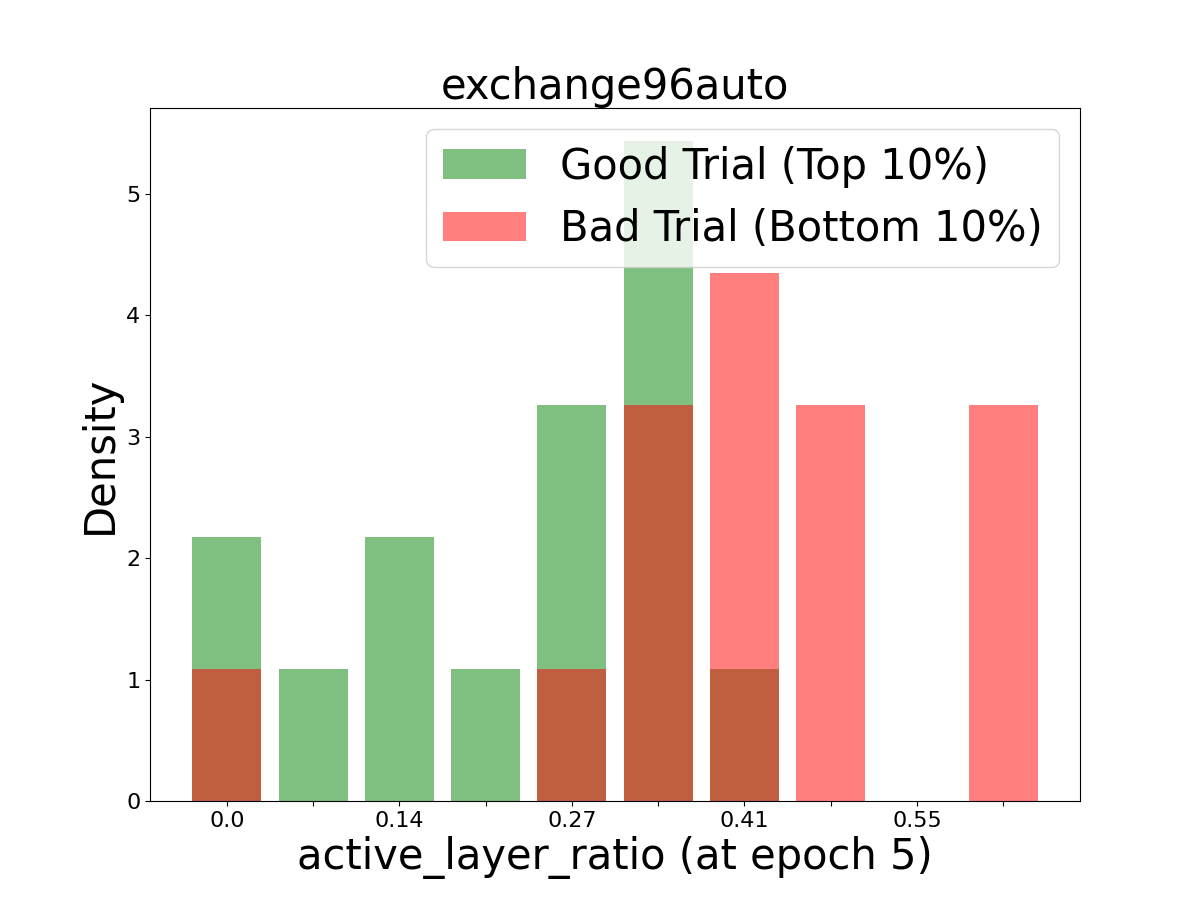 exchange96auto
Good Trial (Top 10%)
Bad Trial (Bottom 10%)
Density
5
4
3
2
1
0
0.0 0.14 0.27 0.41 0.55
active_layer_ratio (at epoch 5)